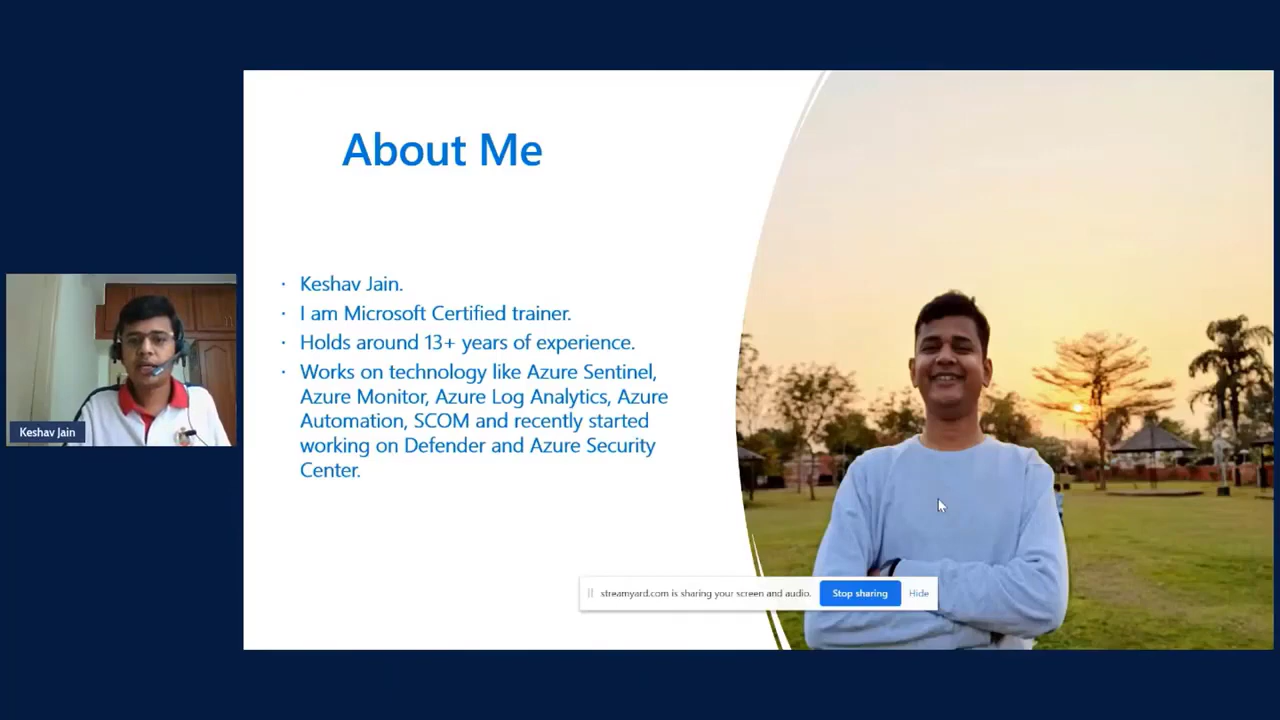 About Me
· Keshav Jain.
· I am Microsoft Certified trainer.
· Holds around 13+ years of experience.
· Works on technology like Azure Sentinel,
Azure Monitor, Azure Log Analytics, Azure
Automation, SCOM and recently started
working on Defender and Azure Security
Center.
Keshav Jain
streamyard.com is sharing your screen and audio. Stop sharing Hide